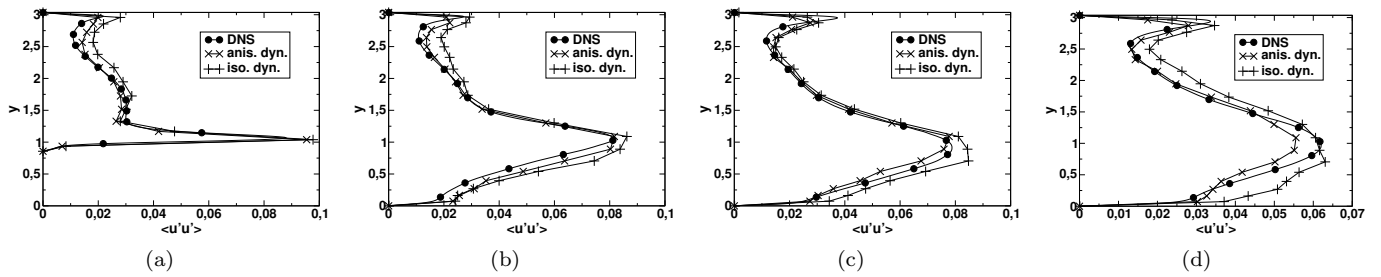 3
2,5
2
1,5
1
0,5
0
y
DNS
anis. dyn.
iso. dyn.
0 0,02 0,04 0,06 0,08 0,1
<u'u'>
(a)
3
2,5
2
1,5
1
0,5
0
y
DNS
anis. dyn.
iso. dyn.
0 0,02 0,04 0,06 0,08 0,1
<u'u'>
(b)
3
2,5
2
1,5
1
0,5
0
y
DNS
anis. dyn.
iso. dyn.
0 0,02 0,04 0,06 0,08 0,1
<u'u'>
(c)
3
2,5
2
1,5
1
0,5
0
y
DNS
anis. dyn.
iso. dyn.
0 0,01 0,02 0,03 0,04 0,05 0,06 0,07
<u'u'>
(d)